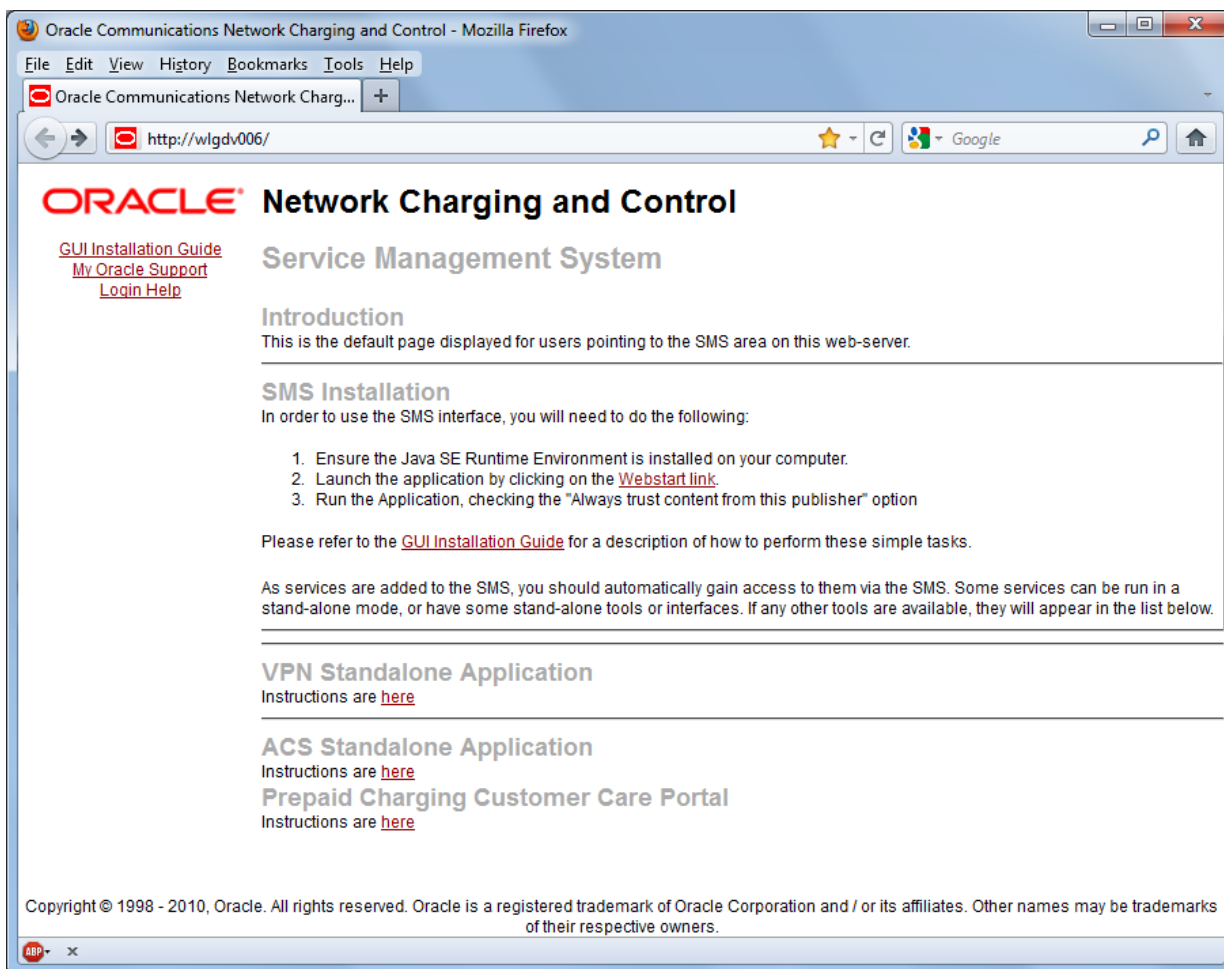 Oracle Communications Network Charging and Control - Mozilla Firefox
File Edit View History Bookmarks Tools Help
Oracle Communications Network Charg...
http://wlgdv006/
Google
ORACLE Network Charging and Control
GUI Installation Guide
My Oracle Support
Login Help
Service Management System
Introduction
This is the default page displayed for users pointing to the SMS area on this web-server.
SMS Installation
In order to use the SMS interface, you will need to do the following:
1. Ensure the Java SE Runtime Environment is installed on your computer.
2. Launch the application by clicking on the Webstart link.
3. Run the Application, checking the "Always trust content from this publisher" option
Please refer to the GUI Installation Guide for a description of how to perform these simple tasks.
As services are added to the SMS, you should automatically gain access to them via the SMS. Some services can be run in a
stand-alone mode, or have some stand-alone tools or interfaces. If any other tools are available, they will appear in the list below.
VPN Standalone Application
Instructions are here
ACS Standalone Application
Instructions are here
Prepaid Charging Customer Care Portal
Instructions are here
Copyright © 1998 - 2010, Oracle. All rights reserved. Oracle is a registered trademark of Oracle Corporation and / or its affiliates. Other names may be trademarks
of their respective owners.
ABP